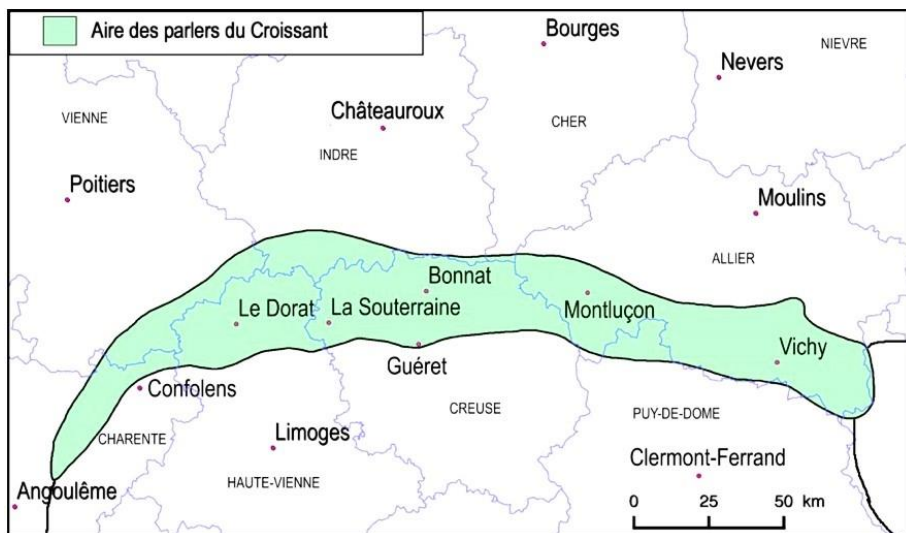 Aire des parlers du Croissant
Bourges
NIEVRE
Nevers
Châteauroux
VIENNE
CHER
INDRE
Poitiers
Moulins
ALLIER
Bonnat
Le Dorat
La Souterraine
Montluçon
Vichy
Guéret
Confolens
CREUSE
PUY-DE-DOME
CHARENTE
Limoges
Clermont-Ferrand
HAUTE-VIENNE
Angoulême
0 25 50 km